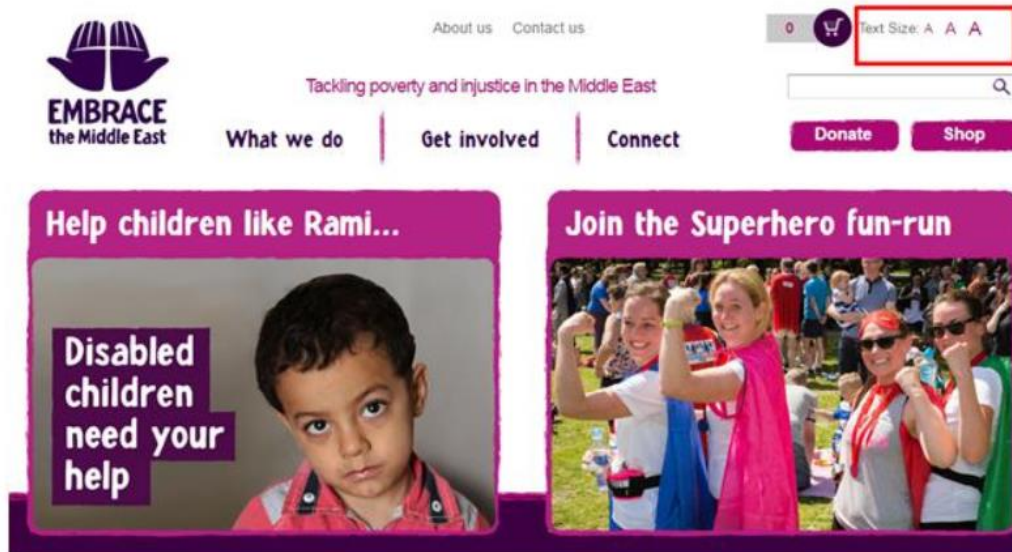 About us Contact us
0
Text Size: A A A
EMBRACE
the Middle East
Tackling poverty and injustice in the Middle East
What we do
Get involved
Connect
Donate
Shop
Help children like Rami...
Disabled
children
need your
help
Join the Superhero fun-run